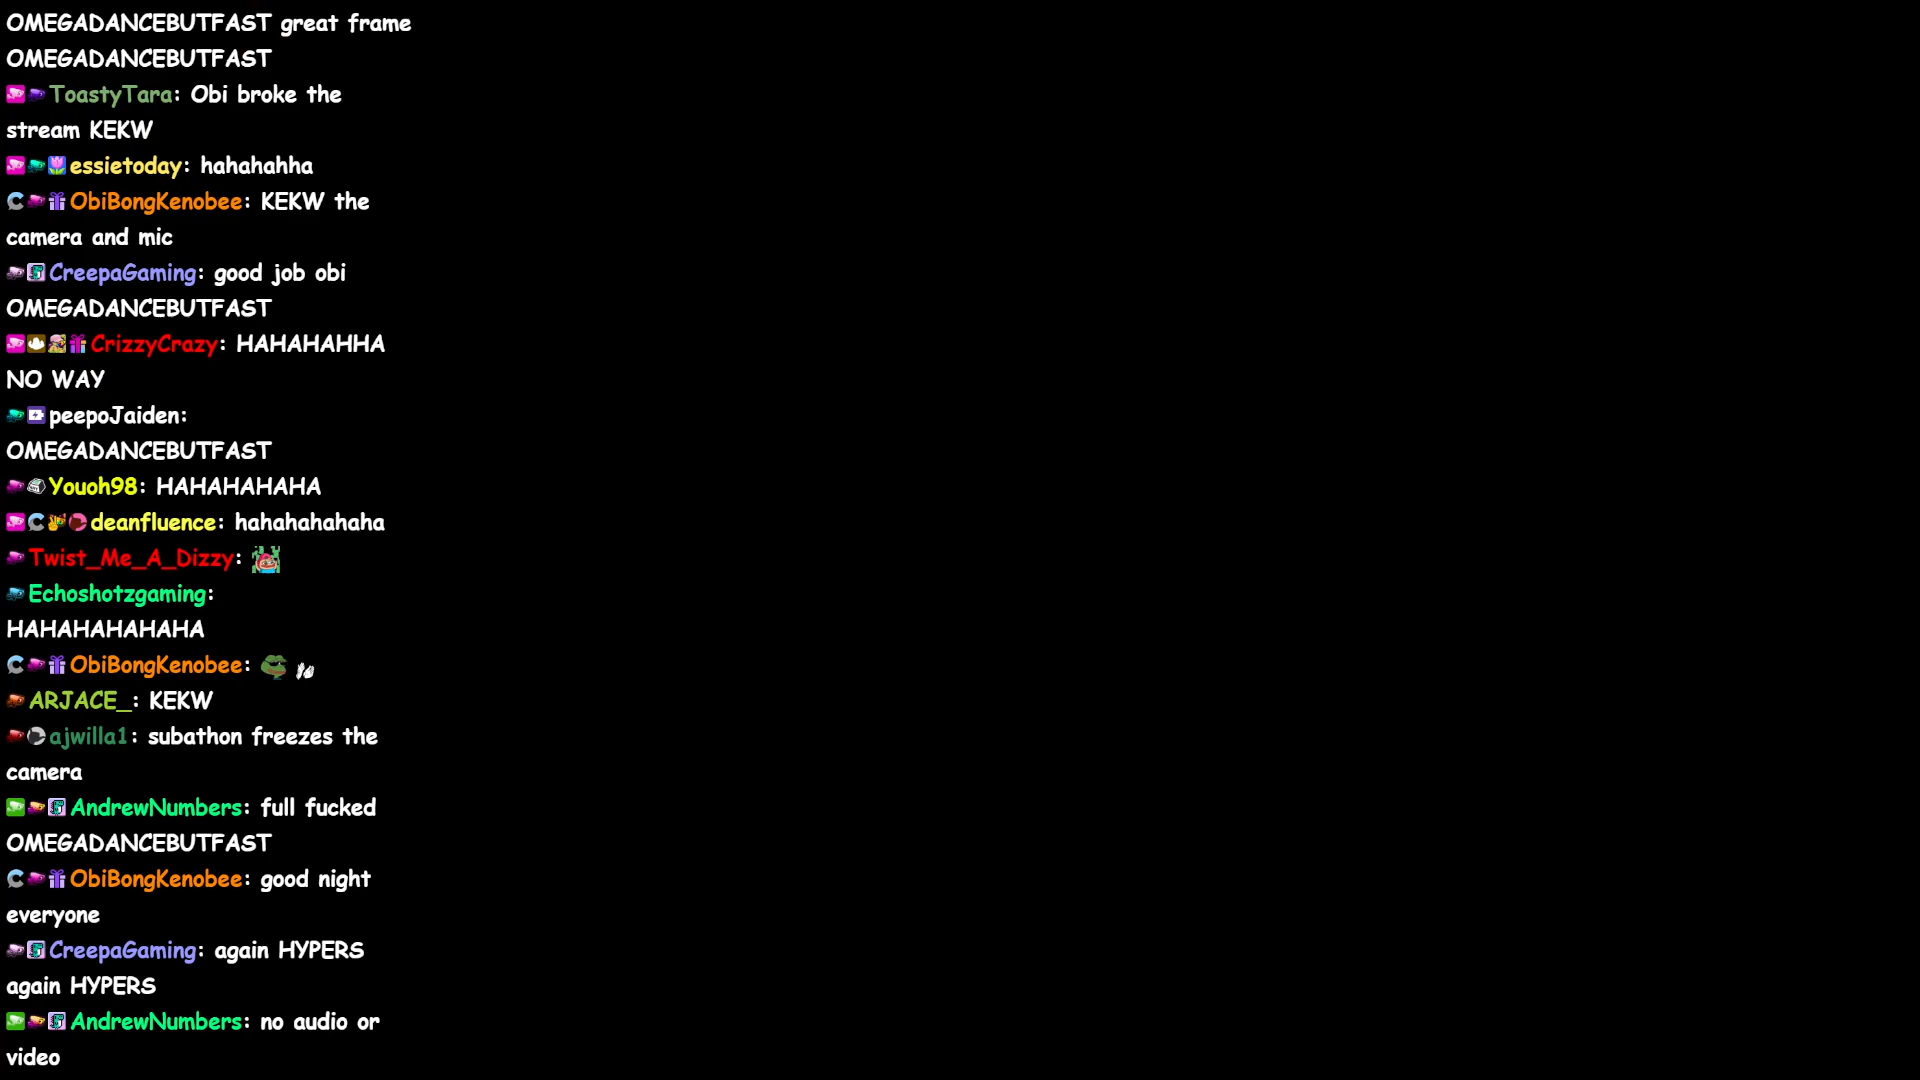 OMEGADANCEBUTFAST great frame
OMEGADANCEBUTFAST
ToastyTara: Obi broke the
stream KEKW
essietoday: hahahahha
ObiBongKenobee: KEKW the
camera and mic
CreepaGaming: good job obi
OMEGADANCEBUTFAST
CrizzyCrazy: HAHAHAHHA
NO WAY
peepoJaiden:
OMEGADANCEBUTFAST
Youoh98: HAHAHAHAHA
deanfluence: hahahahahaha
Twist_Me_A_Dizzy:
Echoshotzgaming:
HAHAHAHAHAHA
ObiBongKenobee:
ARJACE_: KEKW
ajwilla1: subathon freezes the
camera
AndrewNumbers: full fucked
OMEGADANCEBUTFAST
ObiBongKenobee: good night
everyone
CreepaGaming: again HYPERS
again HYPERS
AndrewNumbers: no audio or
video